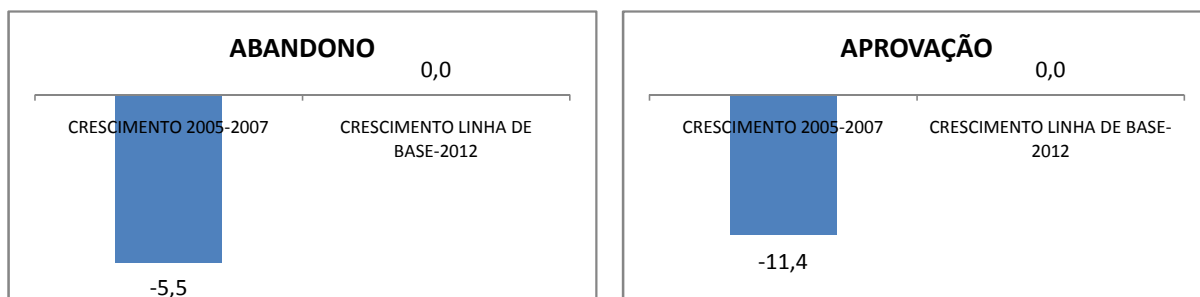 ABANDONO
0,0
CRESCIMENTO 2005-2007
CRESCIMENTO LINHA DE
BASE-2012
-5,5
APROVAÇÃO
0,0
CRESCIMENTO 2005-2007
CRESCIMENTO LINHA DE BASE-
2012
-11,4